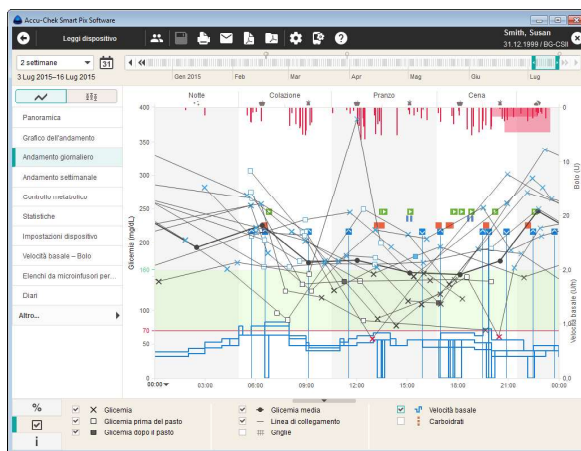 Accu-Chek Smart Pix Software
Leggi dispositivo
Smith, Susan
31.12.1999 / BG-CSII
2 settimane
31
3 Lug 2015–16 Lug 2015
Gen 2015 Feb Mar Apr Mag Giu Lug
Notte Colazione Pranzo Cena
Panoramica
Grafico dell'andamento
Andamento giornaliero
Andamento settimanale
Controllo metabolico
Statistiche
Impostazioni dispositivo
Velocità basale – Bolo
Elenchi da microinfusori per...
Diari
Altro...
Glicemia (mg/dL)
400
350
300
250
200
160
100
70
50
0
Bolo (U)
0
10
20
Velocità basale (U/h)
2,0
1,0
0,0
00:00 03:00 06:00 09:00 12:00 15:00 18:00 21:00 00:00
%
i
Glicemia
Glicemia prima del pasto
Glicemia dopo il pasto
Glicemia media
Linea di collegamento
Griglie
Velocità basale
Carboidrati